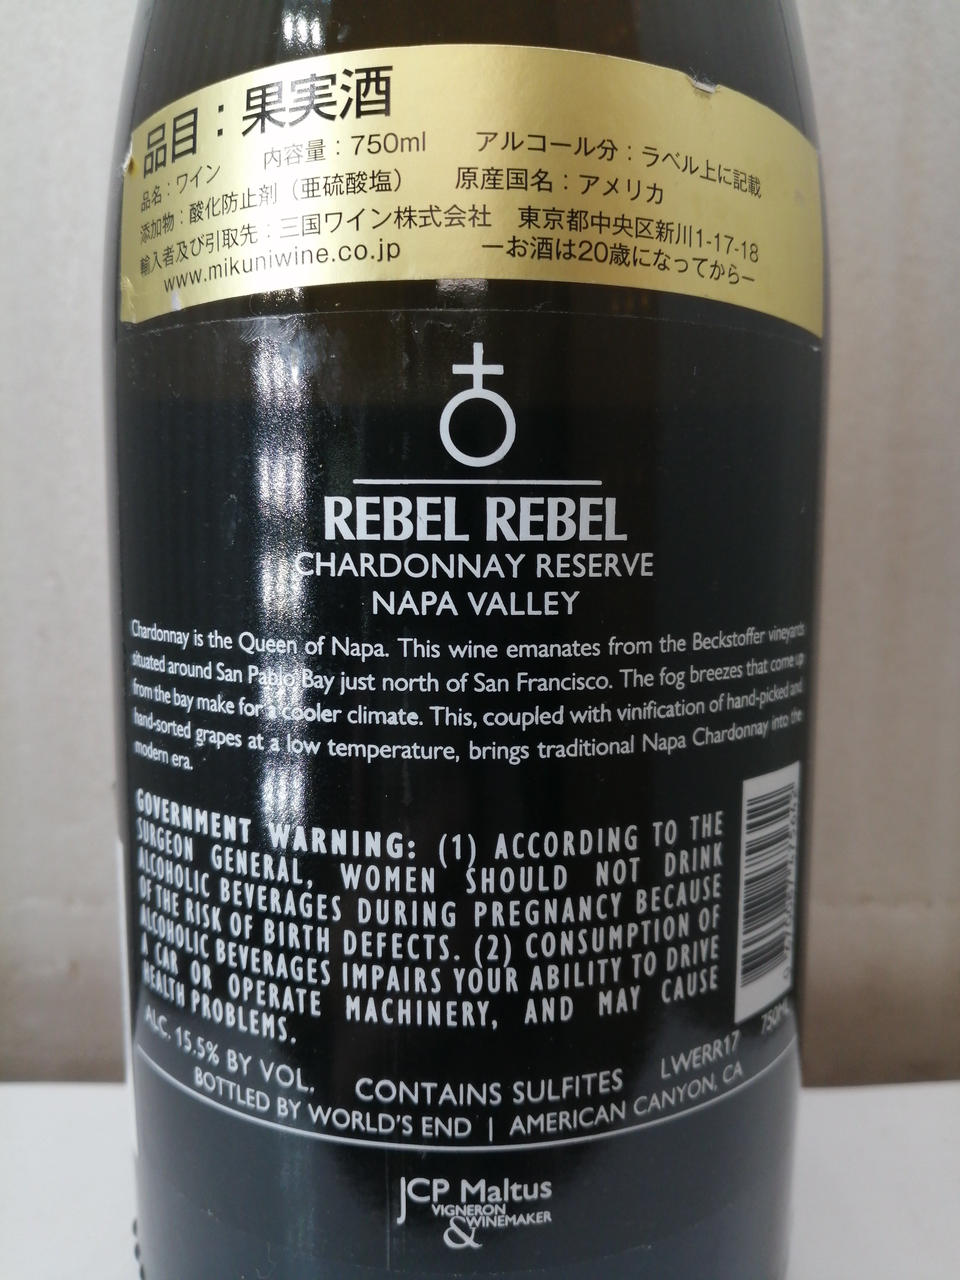 品目：果実酒
品名：ワイン 内容量：750ml アルコール分：ラベル上に記載
添加物：酸化防止剤（亜硫酸塩） 原産国名：アメリカ
輸入者及び引取先：三国ワイン株式会社 東京都中央区新川1-17-18
www.mikuniwine.co.jp ーお酒は20歳になってからー
REBEL REBEL
CHARDONNAY RESERVE
NAPA VALLEY
Chardonnay is the Queen of Napa. This wine emanates from the Beckstoffer vineyards
situated around San Pablo Bay just north of San Francisco. The fog breezes that come up
from the bay make for a cooler climate. This, coupled with vinification of hand-picked and
hand-sorted grapes at a low temperature, brings traditional Napa Chardonnay into the
modern era.
GOVERNMENT WARNING: (1) ACCORDING TO THE
SURGEON GENERAL, WOMEN SHOULD NOT DRINK
ALCOHOLIC BEVERAGES DURING PREGNANCY BECAUSE
OF THE RISK OF BIRTH DEFECTS. (2) CONSUMPTION OF
ALCOHOLIC BEVERAGES IMPAIRS YOUR ABILITY TO DRIVE
A CAR OR OPERATE MACHINERY, AND MAY CAUSE
HEALTH PROBLEMS.
ALC. 15.5% BY VOL. CONTAINS SULFITES LWERR17 750ML
BOTTLED BY WORLD'S END | AMERICAN CANYON, CA
JCP Maltus
VIGNERON
& WINEMAKER